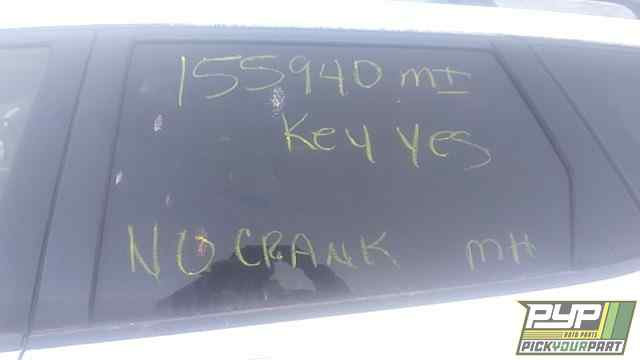 155940 mI
Key yes
NO CRANK MH
PYP
AUTO PARTS
PICKYOURPART